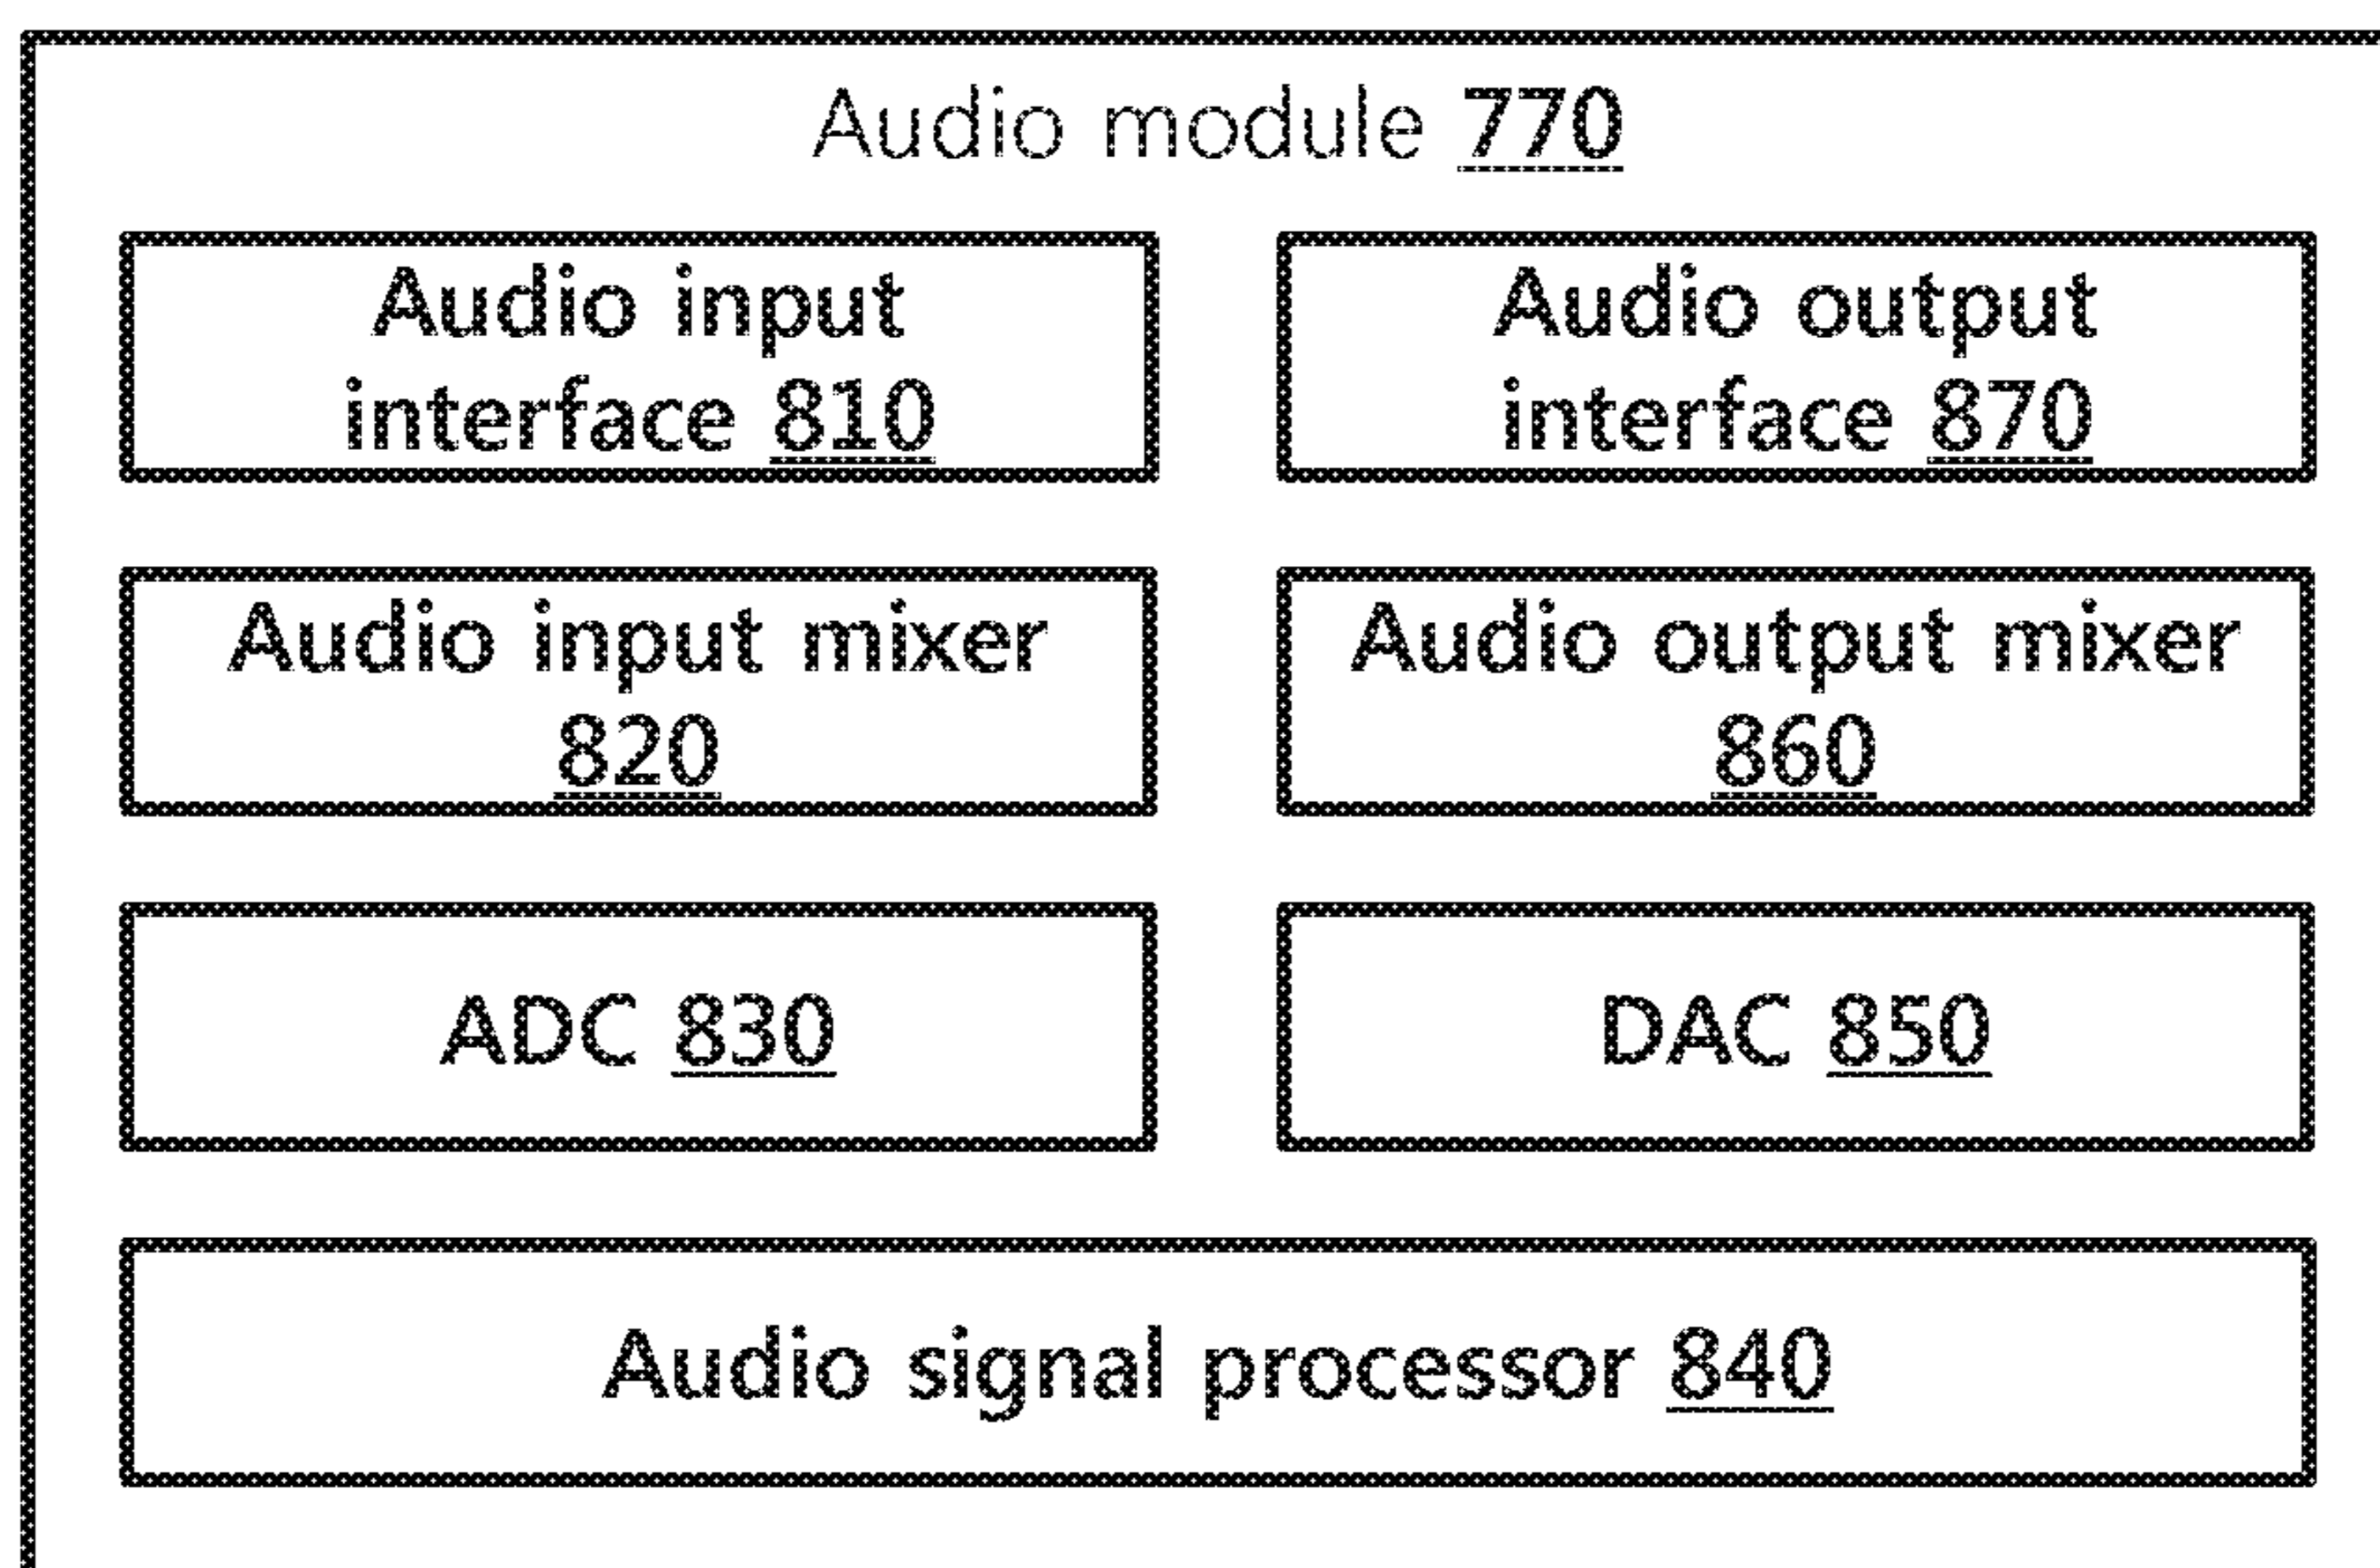 Audio module 770
Audio input
interface 810
Audio output
interface 870
Audio input mixer
820
Audio output mixer
860
ADC 830
DAC 850
Audio signal processor 840